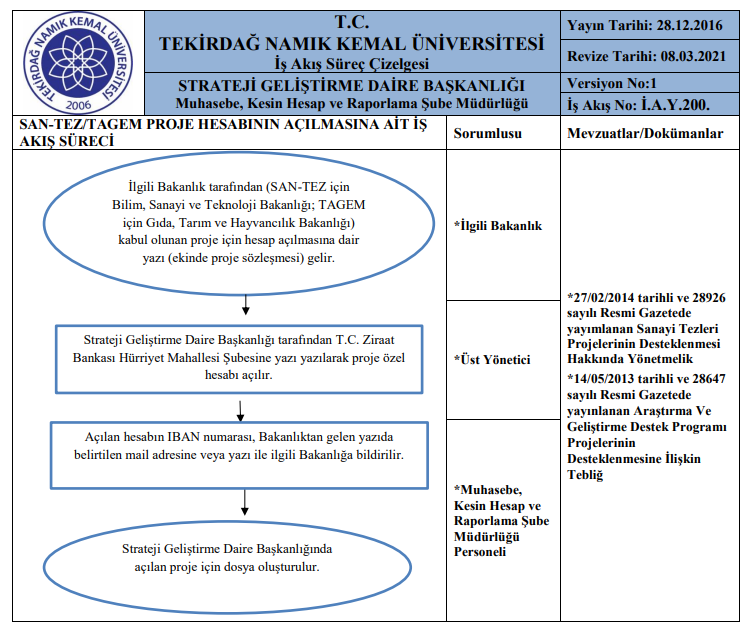 TEKİRDAĞ NAMIK KEMAL ÜNİVERSİTESİ
2006
T.C.
TEKİRDAĞ NAMIK KEMAL ÜNİVERSİTESİ
İş Akış Süreç Çizelgesi
STRATEJİ GELİŞTİRME DAİRE BAŞKANLIĞI
Muhasebe, Kesin Hesap ve Raporlama Şube Müdürlüğü
Yayın Tarihi: 28.12.2016
Revize Tarihi: 08.03.2021
Versiyon No:1
İş Akış No: İ.A.Y.200.
SAN-TEZ/TAGEM PROJE HESABININ AÇILMASINA AİT İŞ
AKIŞ SÜRECİ
Sorumlusu
Mevzuatlar/Dokümanlar
İlgili Bakanlık tarafından (SAN-TEZ için
Bilim, Sanayi ve Teknoloji Bakanlığı; TAGEM
için Gıda, Tarım ve Hayvancılık Bakanlığı)
kabul olunan proje için hesap açılmasına dair
yazı (ekinde proje sözleşmesi) gelir.
*İlgili Bakanlık
Strateji Geliştirme Daire Başkanlığı tarafından T.C. Ziraat
Bankası Hürriyet Mahallesi Şubesine yazı yazılarak proje özel
hesabı açılır.
*Üst Yönetici
Açılan hesabın IBAN numarası, Bakanlıktan gelen yazıda
belirtilen mail adresine veya yazı ile ilgili Bakanlığa bildirilir.
Strateji Geliştirme Daire Başkanlığında
açılan proje için dosya oluşturulur.
*Muhasebe,
Kesin Hesap ve
Raporlama Şube
Müdürlüğü
Personeli
*27/02/2014 tarihli ve 28926
sayılı Resmi Gazetede
yayımlanan Sanayi Tezleri
Projelerinin Desteklenmesi
Hakkında Yönetmelik
*14/05/2013 tarihli ve 28647
sayılı Resmi Gazetede
yayınlanan Araştırma Ve
Geliştirme Destek Programı
Projelerinin
Desteklenmesine İlişkin
Tebliğ